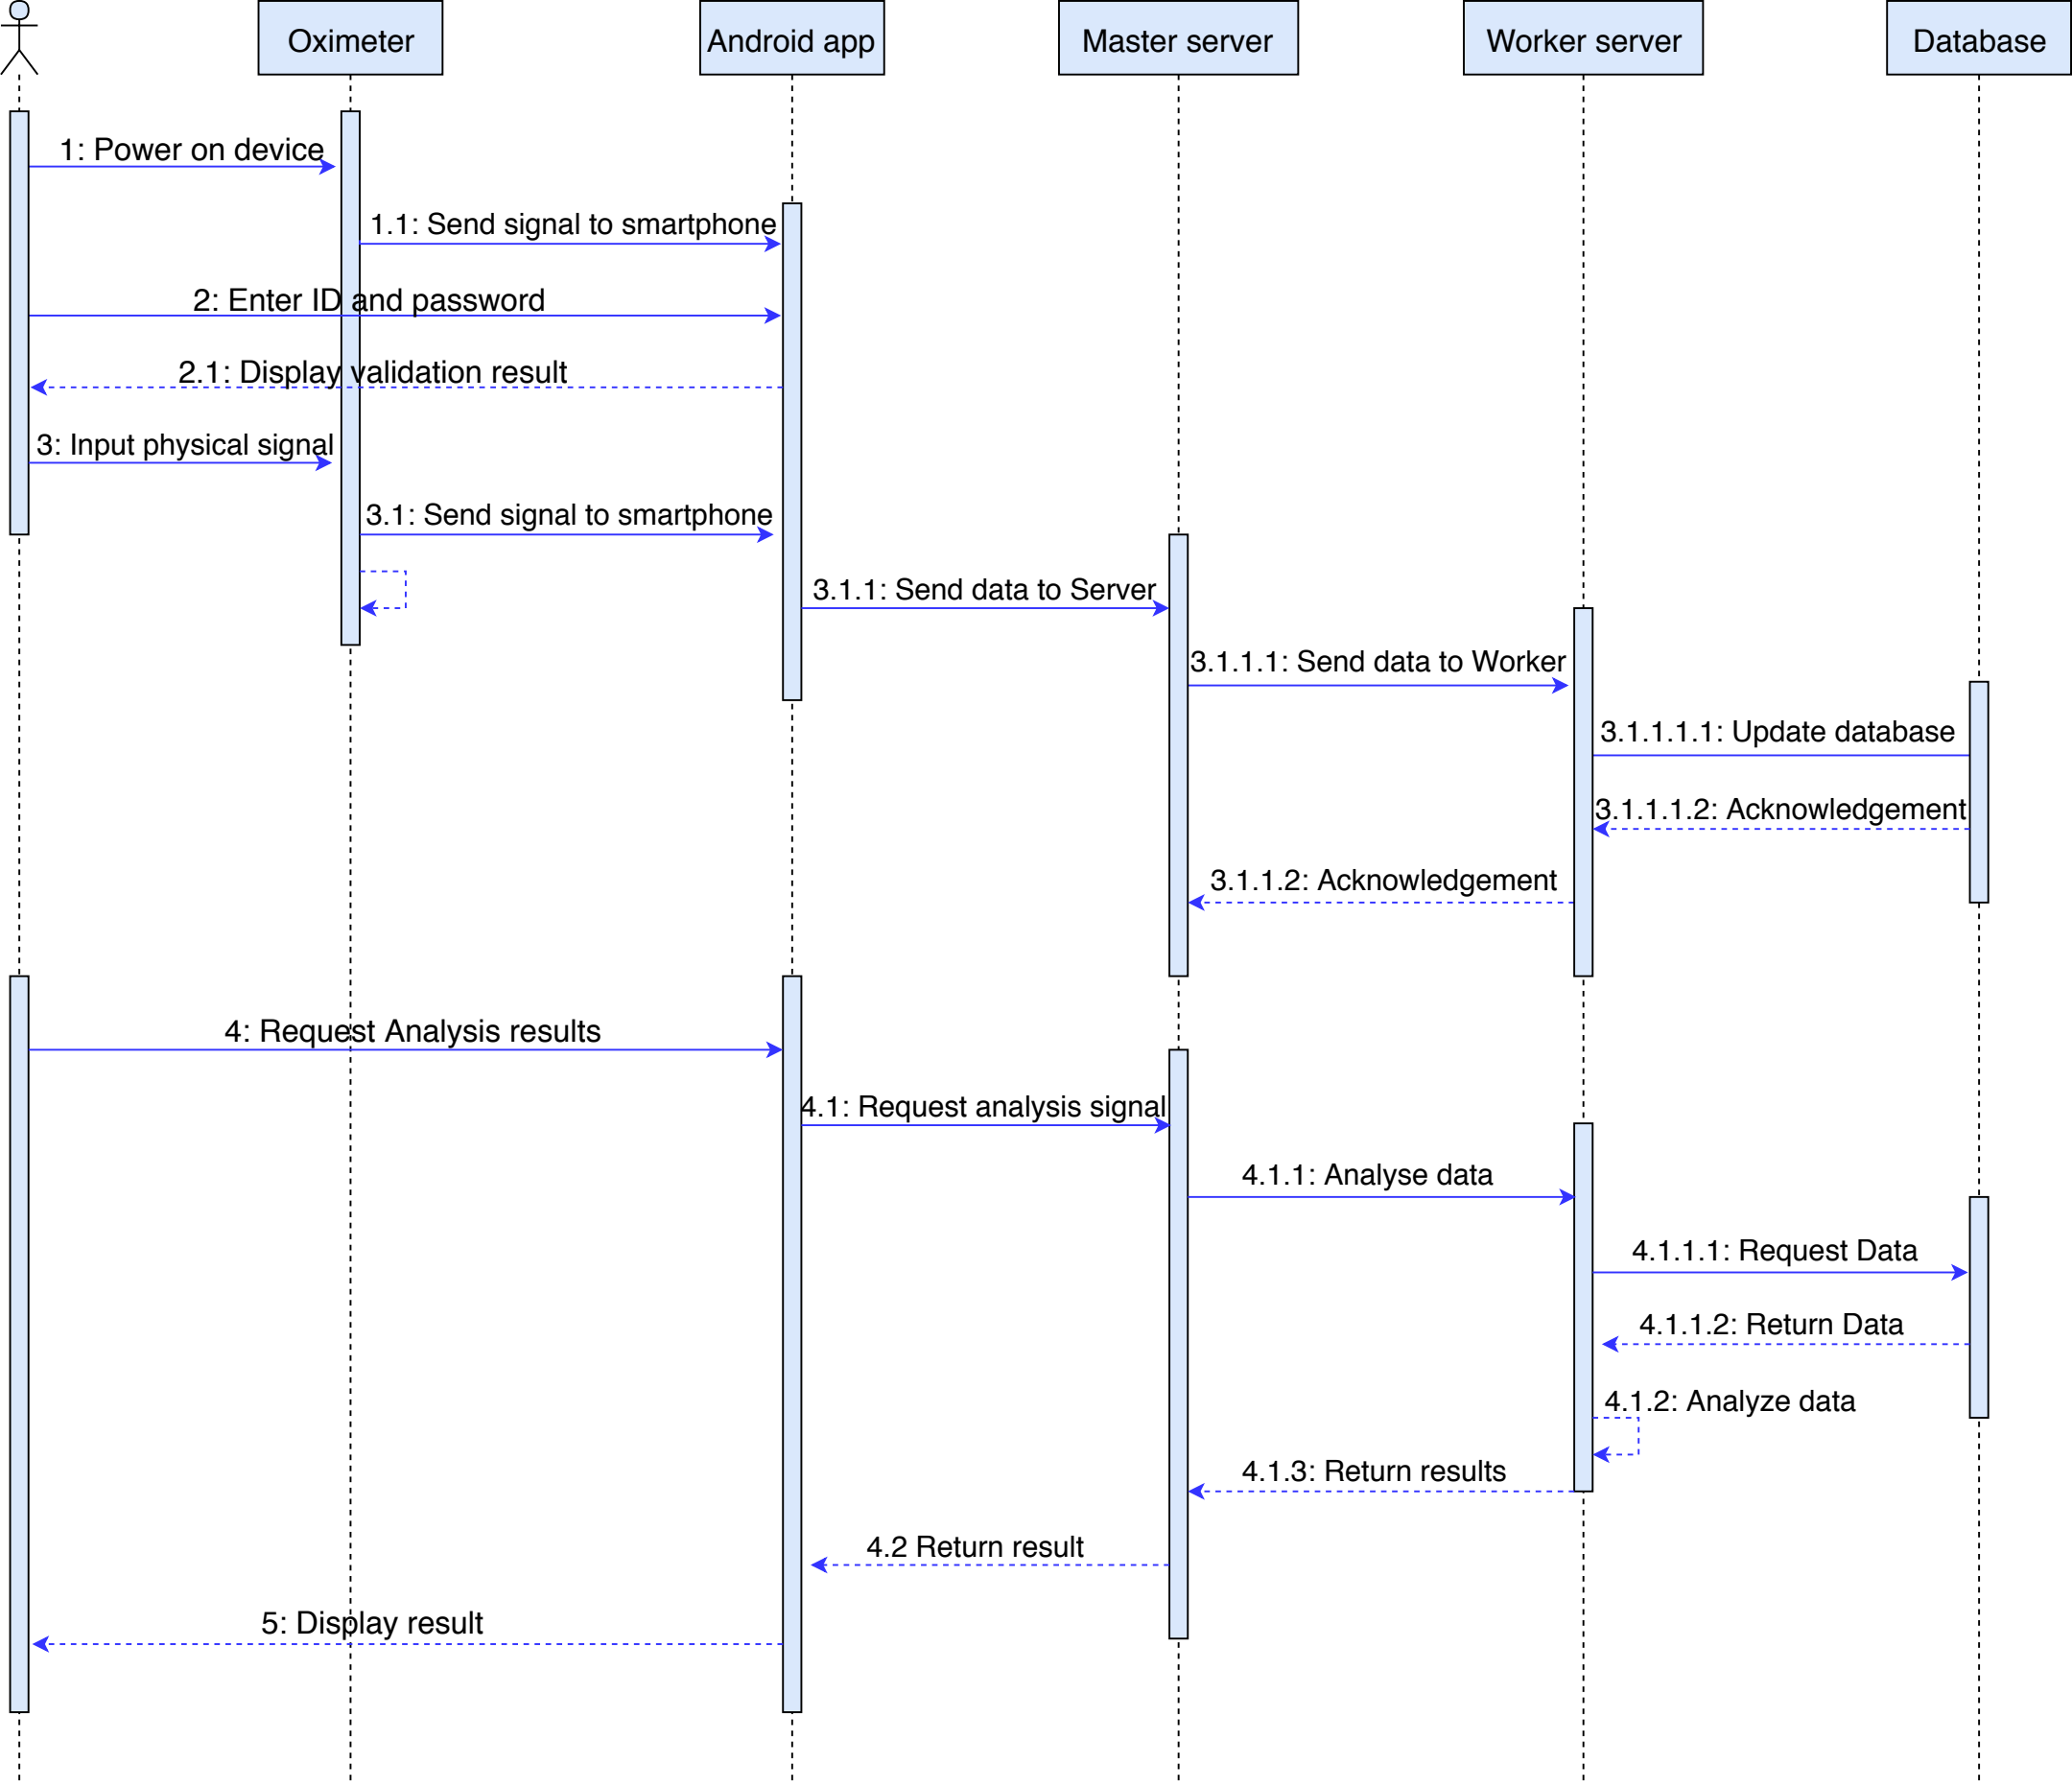 Oximeter
Android app
Master server
Worker server
Database
1: Power on device
1.1: Send signal to smartphone
2: Enter ID and password
2.1: Display validation result
3: Input physical signal
3.1: Send signal to smartphone
3.1.1: Send data to Server
3.1.1.1: Send data to Worker
3.1.1.1.1: Update database
3.1.1.1.2: Acknowledgement
3.1.1.2: Acknowledgement
4: Request Analysis results
4.1: Request analysis signal
4.1.1: Analyse data
4.1.1.1: Request Data
4.1.1.2: Return Data
4.1.2: Analyze data
4.1.3: Return results
4.2 Return result
5: Display result